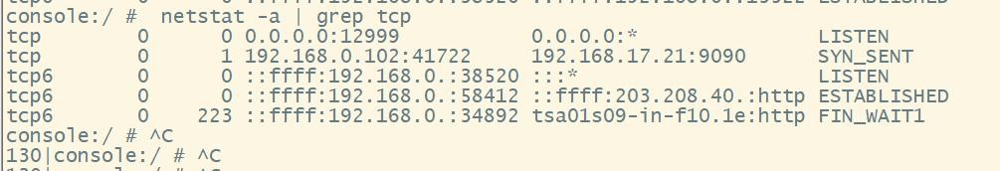 console:/ #  netstat -a | grep tcp
tcp        0      0 0.0.0.0:12999           0.0.0.0:*               LISTEN
tcp        0      1 192.168.0.102:41722     192.168.17.21:9090      SYN_SENT
tcp6       0      0 ::ffff:192.168.0.:38520 :::*                    LISTEN
tcp6       0      0 ::ffff:192.168.0.:58412 ::ffff:203.208.40.:http ESTABLISHED
tcp6       0    223 ::ffff:192.168.0.:34892 tsa01s09-in-f10.1e:http FIN_WAIT1
console:/ # ^C
130|console:/ # ^C